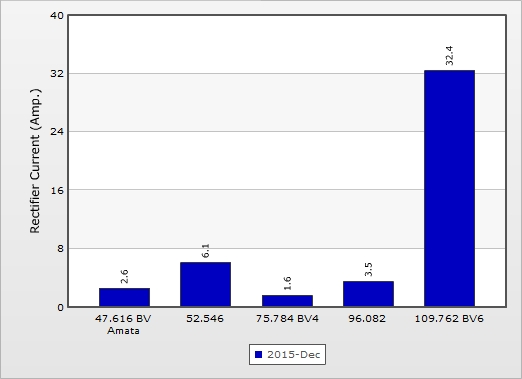 40
32
24
16
8
0
Rectifier Current (Amp.)
2.6
6.1
1.6
3.5
32.4
47.616 BV
Amata
52.546
75.784 BV4
96.082
109.762 BV6
2015-Dec